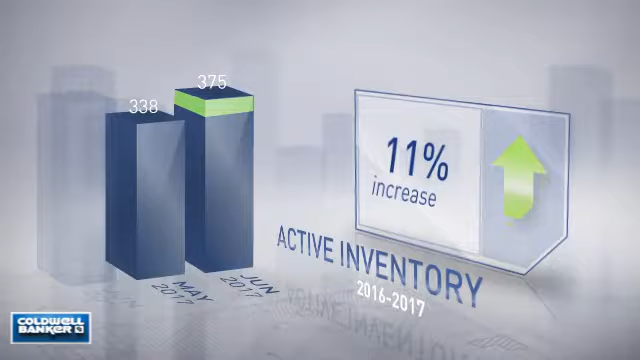 375
338
11%
increase
ACTIVE INVENTORY
2016-2017
MAY
2017
JUN
2017
COLDWELL
BANKER